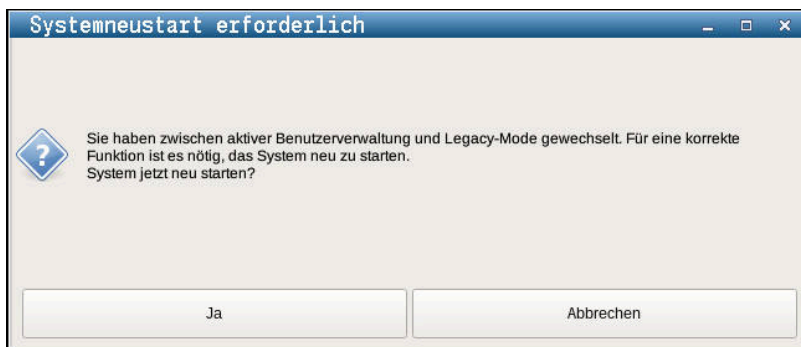 Systemneustart erforderlich
Sie haben zwischen aktiver Benutzerverwaltung und Legacy-Mode gewechselt. Für eine korrekte
Funktion ist es nötig, das System neu zu starten.
System jetzt neu starten?
Ja
Abbrechen